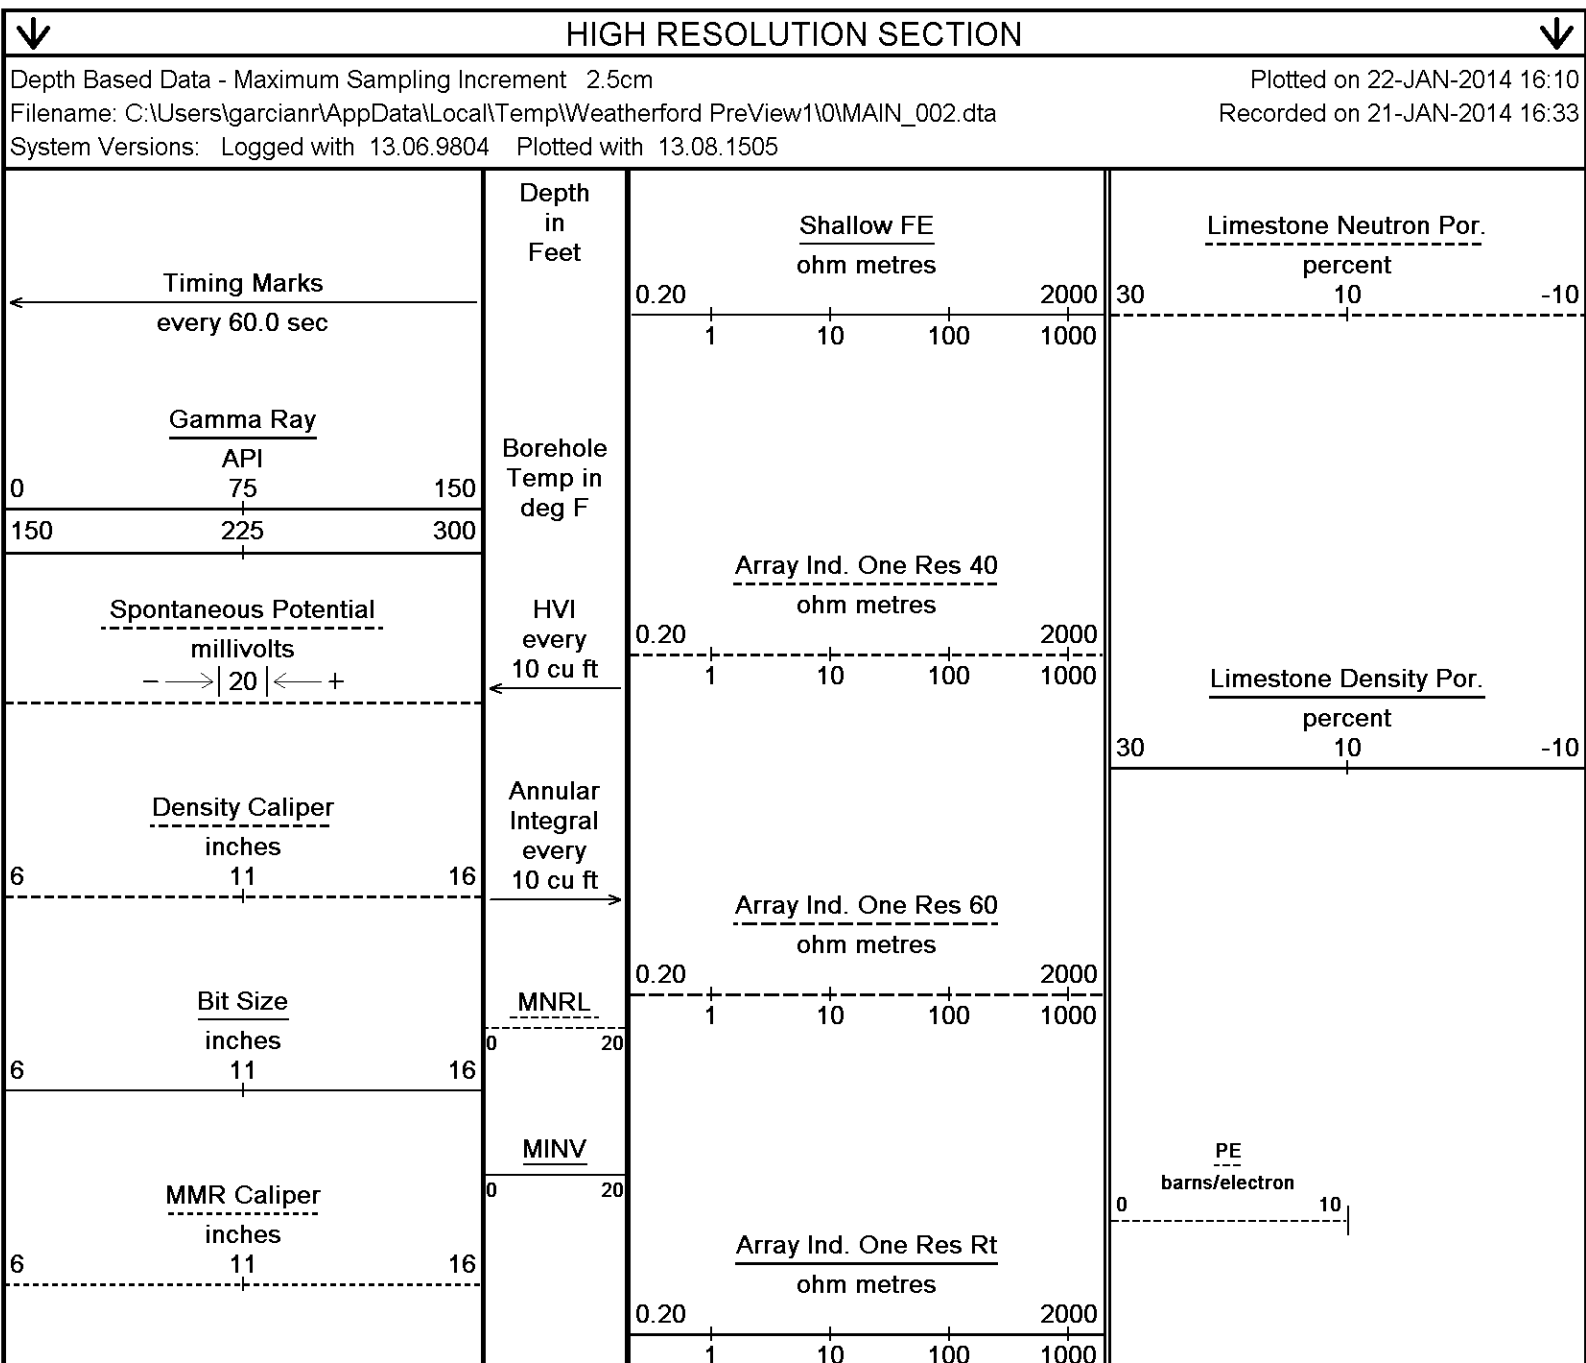 HIGH RESOLUTION SECTION
Depth Based Data - Maximum Sampling Increment 2.5cm
Plotted on 22-JAN-2014 16:10
Filename: C:\Users\garcianr\AppData\Local\Temp\Weatherford PreView1\0\MAIN_002.dta
Recorded on 21-JAN-2014 16:33
System Versions: Logged with 13.06.9804 Plotted with 13.08.1505
Timing Marks
every 60.0 sec
Gamma Ray
API
0 75 150
150 225 300
Spontaneous Potential
millivolts
− 20 +
Density Caliper
inches
6 11 16
Bit Size
inches
6 11 16
MMR Caliper
inches
6 11 16
Depth
in
Feet
Borehole
Temp in
deg F
HVI
every
10 cu ft
Annular
Integral
every
10 cu ft
MNRL
0 20
MINV
0 20
Shallow FE
ohm metres
0.20 2000
1 10 100 1000
Array Ind. One Res 40
ohm metres
0.20 2000
1 10 100 1000
Array Ind. One Res 60
ohm metres
0.20 2000
1 10 100 1000
Array Ind. One Res Rt
ohm metres
0.20 2000
1 10 100 1000
Limestone Neutron Por.
percent
30 10 -10
Limestone Density Por.
percent
30 10 -10
PE
barns/electron
0 10